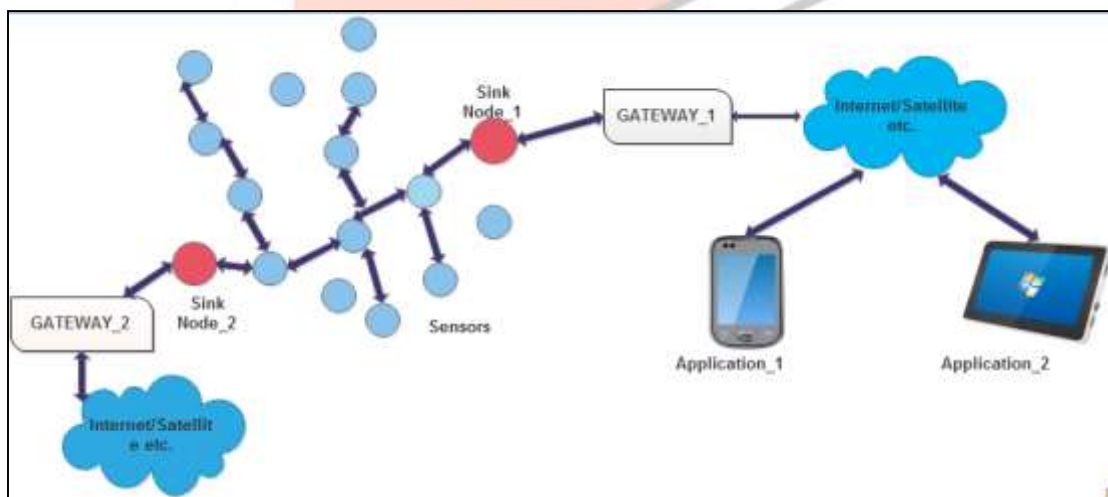 Sink
Node_1
GATEWAY_1
Internet/Satellite
etc.
Sink
Node_2
GATEWAY_2
Sensors
Application_1
Application_2
Internet/Satellit
e etc.